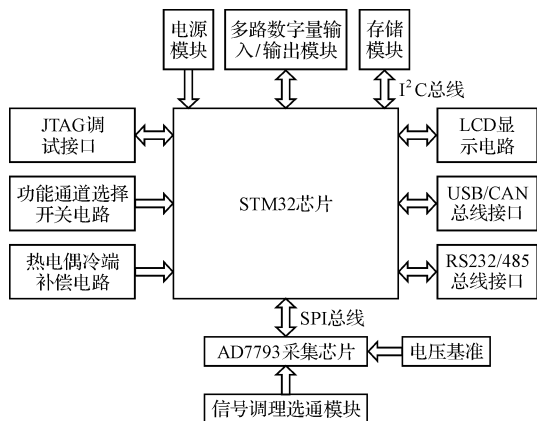 电源
模块
多路数字量输
入/输出模块
存储
模块
I²C总线
JTAG调
试接口
LCD显
示电路
功能通道选择
开关电路
STM32芯片
USB/CAN
总线接口
热电偶冷端
补偿电路
RS232/485
总线接口
SPI总线
AD7793采集芯片
电压基准
信号调理选通模块